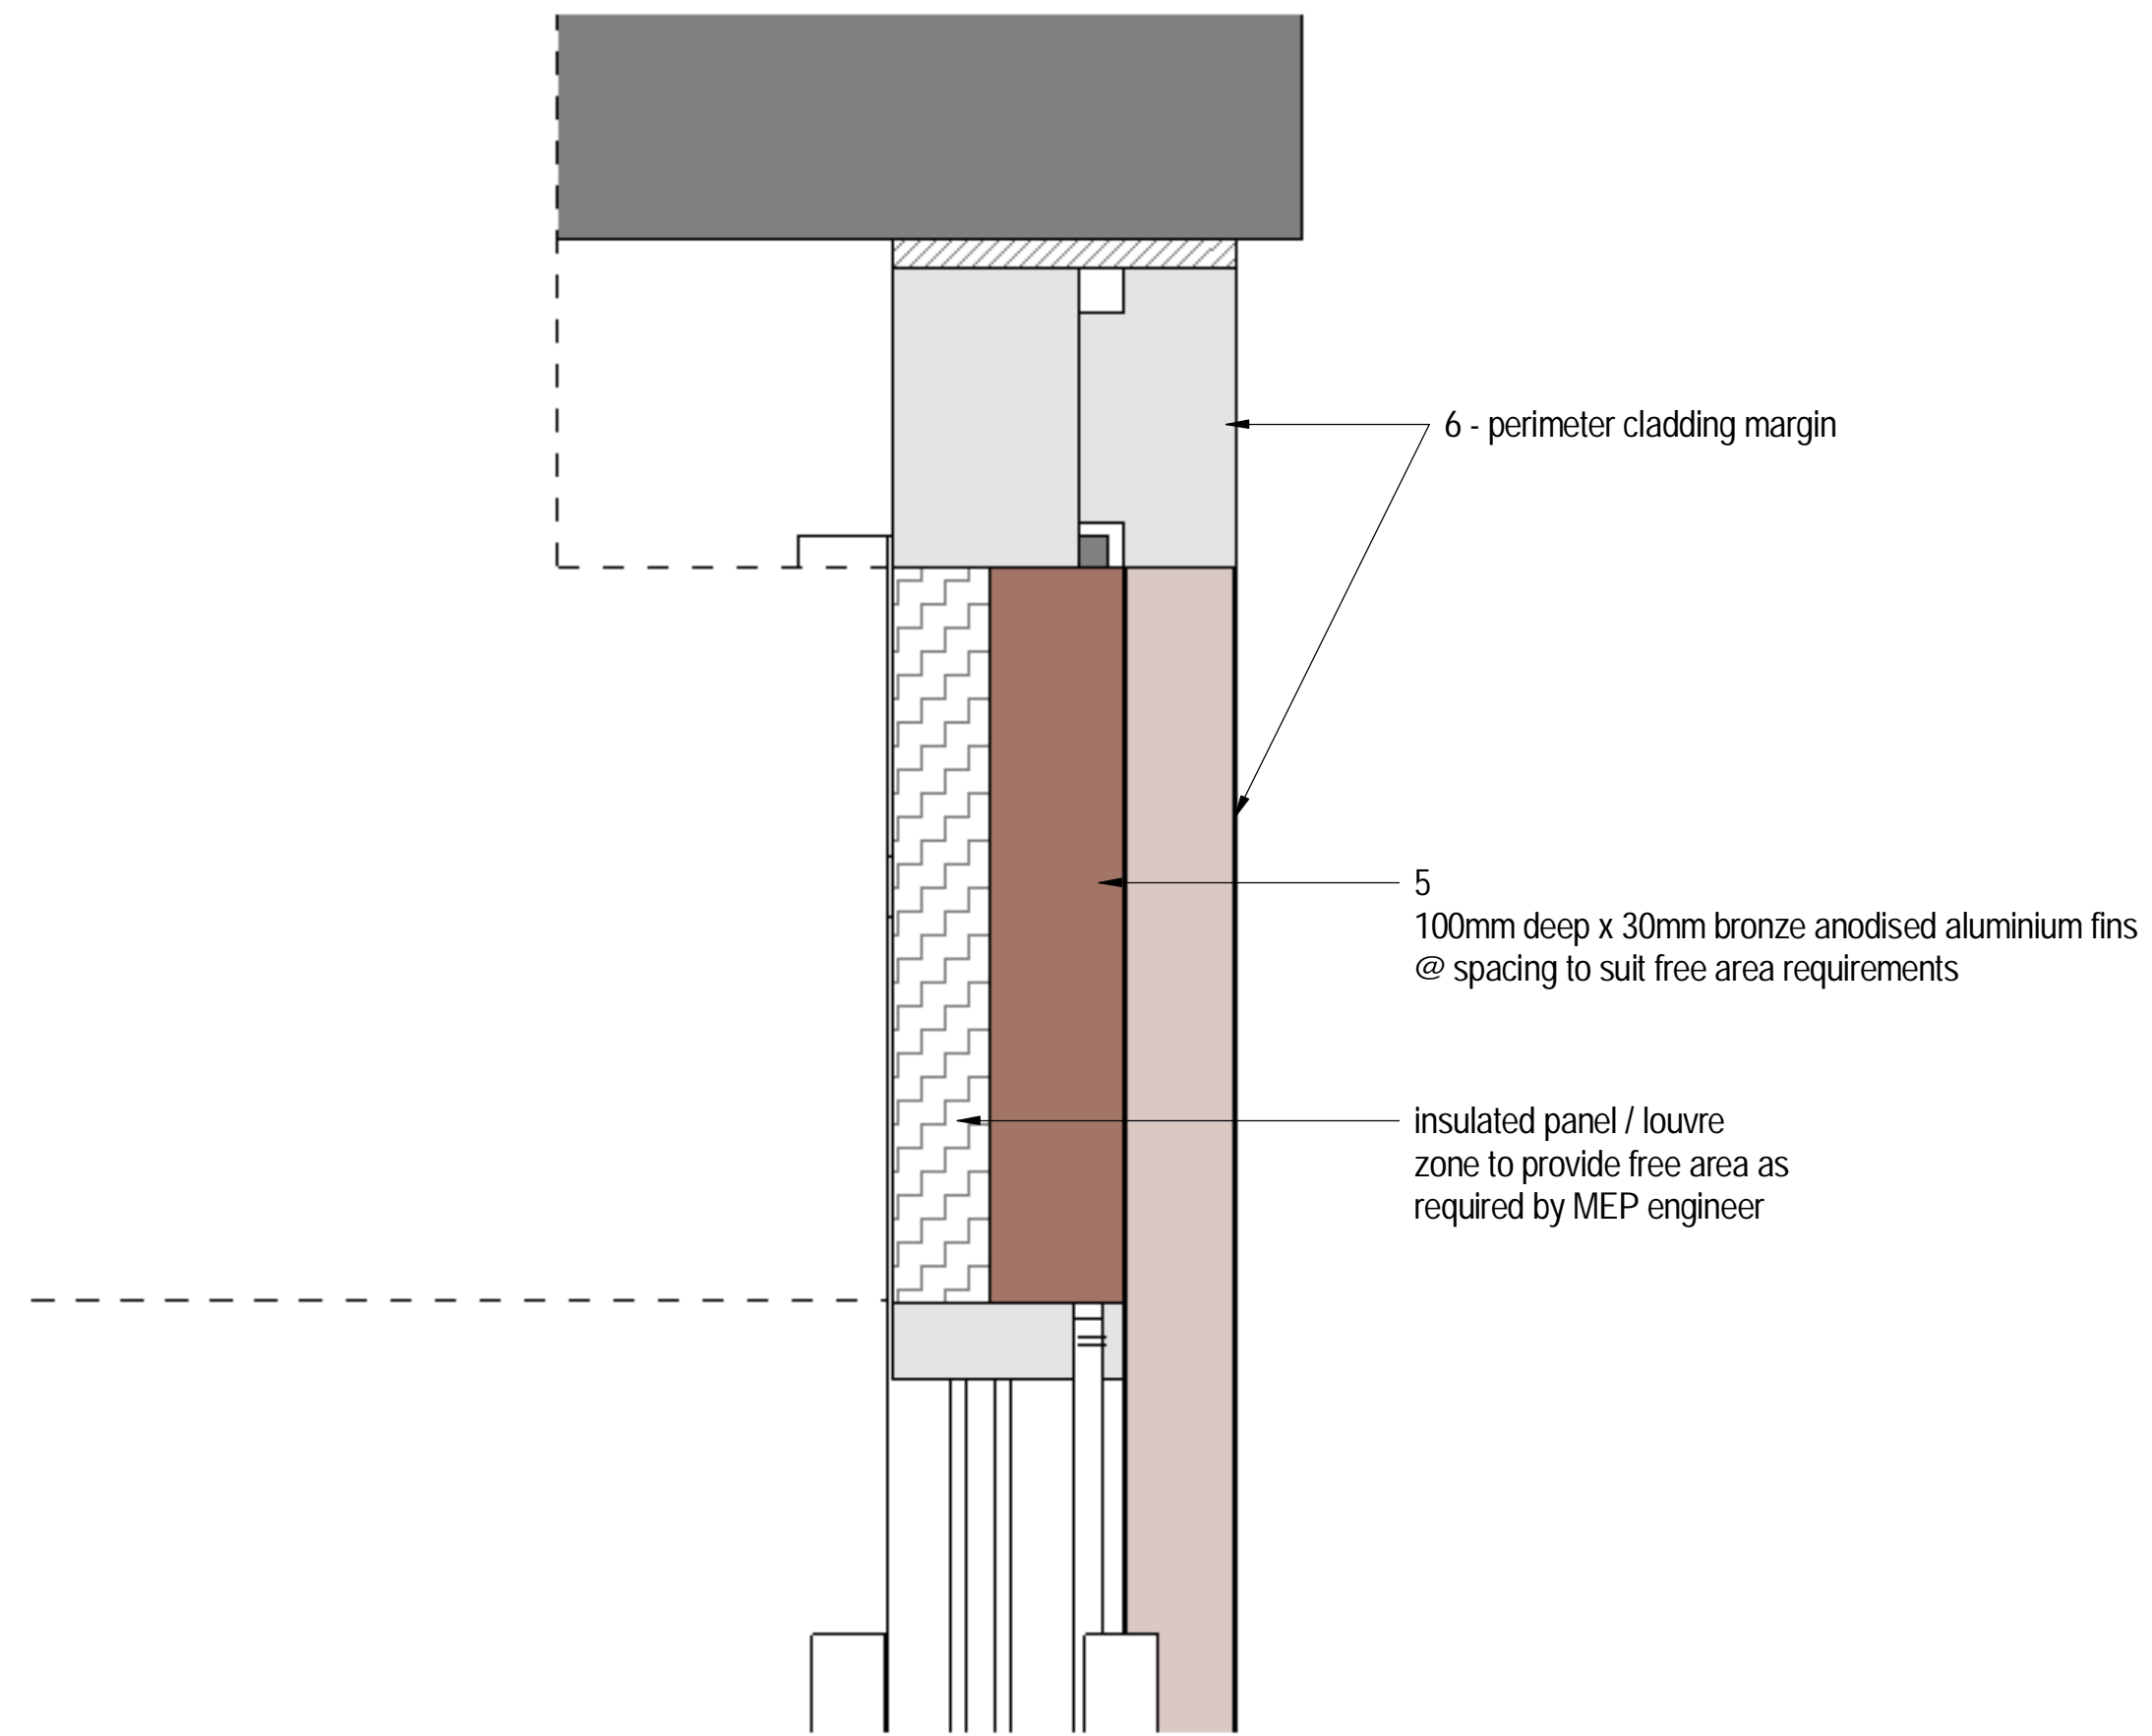 6 - perimeter cladding margin
5
100mm deep x 30mm bronze anodised aluminium fins
@ spacing to suit free area requirements
insulated panel / louvre
zone to provide free area as
required by MEP engineer